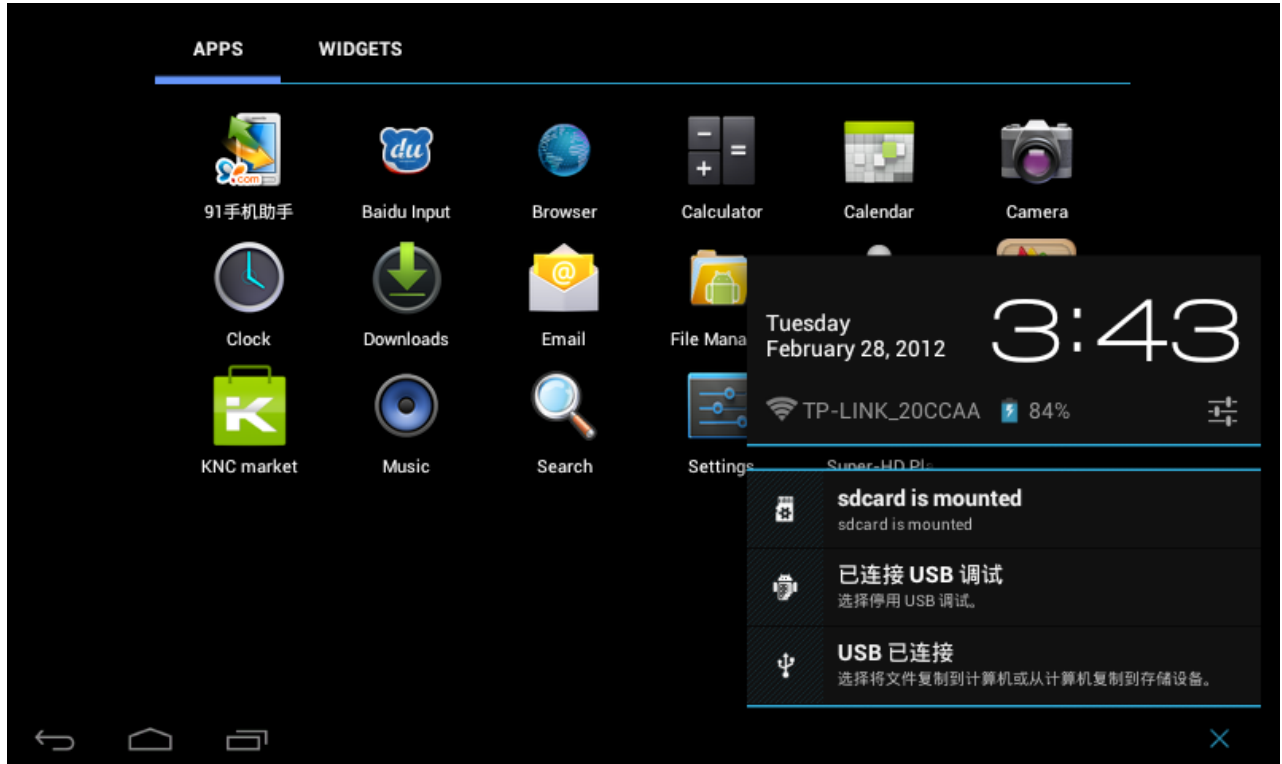 APPS WIDGETS
91手机助手 Baidu Input Browser Calculator Calendar Camera
Clock Downloads Email File Mana
KNC market Music Search Settings
Tuesday
February 28, 2012
3:43
TP-LINK_20CCAA 84%
sdcard is mounted
sdcard is mounted
已连接 USB 调试
选择停用 USB 调试。
USB 已连接
选择将文件复制到计算机或从计算机复制到存储设备。